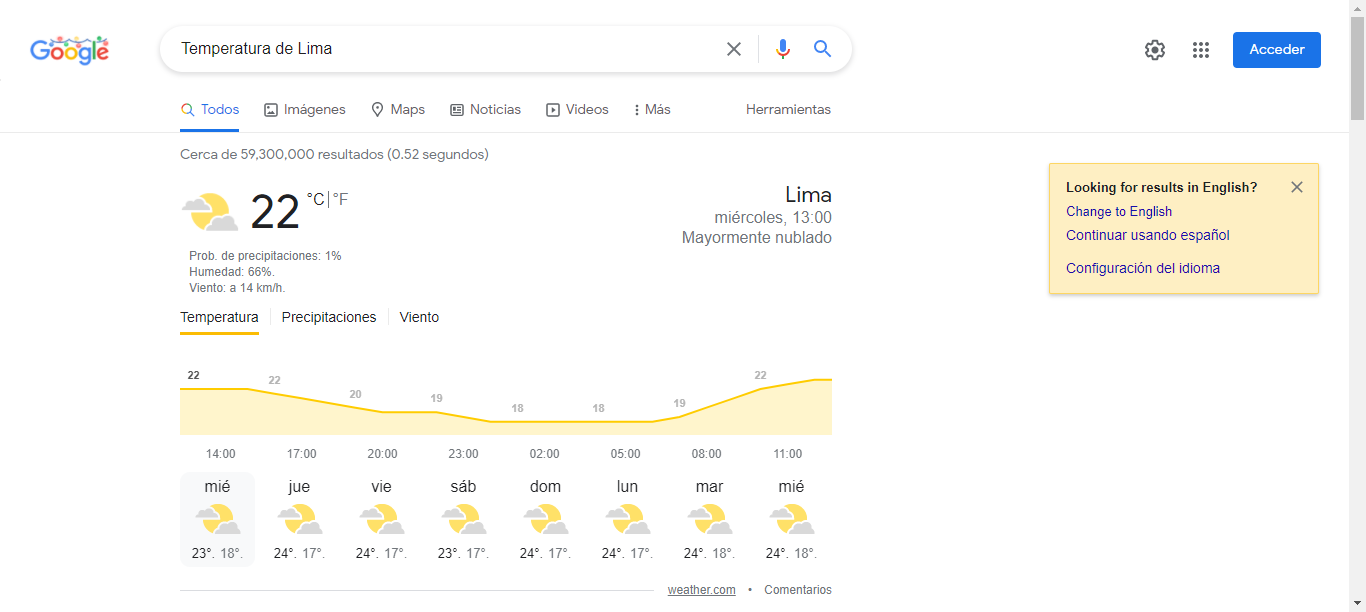 Google
Temperatura de Lima
Acceder
Todos Imágenes Maps Noticias Videos Más Herramientas
Cerca de 59,300,000 resultados (0.52 segundos)
22 °C | °F
Prob. de precipitaciones: 1%
Humedad: 66%.
Viento: a 14 km/h.
Lima
miércoles, 13:00
Mayormente nublado
Temperatura Precipitaciones Viento
22 22 20 19 18 18 19 22
14:00 17:00 20:00 23:00 02:00 05:00 08:00 11:00
mié jue vie sáb dom lun mar mié
23°. 18°. 24°. 17°. 24°. 17°. 23°. 17°. 24°. 17°. 24°. 17°. 24°. 18°. 24°. 18°.
weather.com • Comentarios
Looking for results in English?
Change to English
Continuar usando español
Configuración del idioma